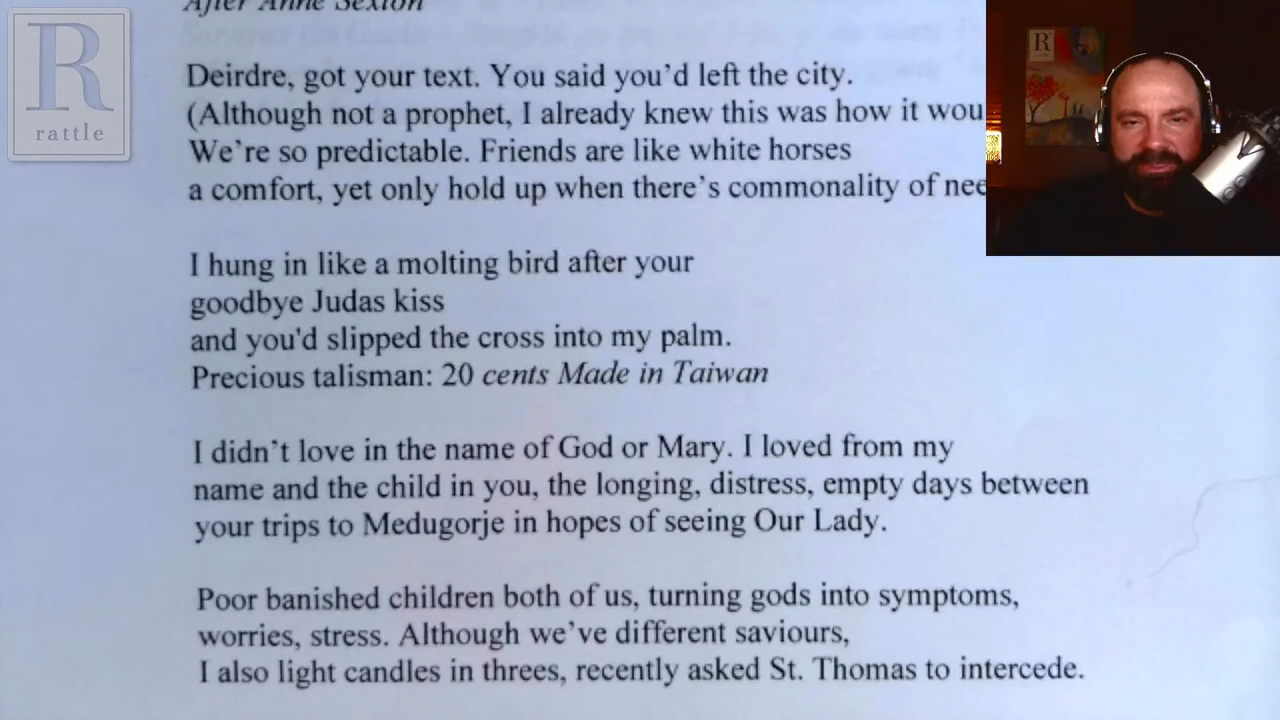 After Anne Sexton
Deirdre, got your text. You said you’d left the city.
(Although not a prophet, I already knew this was how it wou
We’re so predictable. Friends are like white horses
a comfort, yet only hold up when there’s commonality of nee
I hung in like a molting bird after your
goodbye Judas kiss
and you'd slipped the cross into my palm.
Precious talisman: 20 cents Made in Taiwan
I didn’t love in the name of God or Mary. I loved from my
name and the child in you, the longing, distress, empty days between
your trips to Medugorje in hopes of seeing Our Lady.
Poor banished children both of us, turning gods into symptoms,
worries, stress. Although we’ve different saviours,
I also light candles in threes, recently asked St. Thomas to intercede.
R
rattle
R